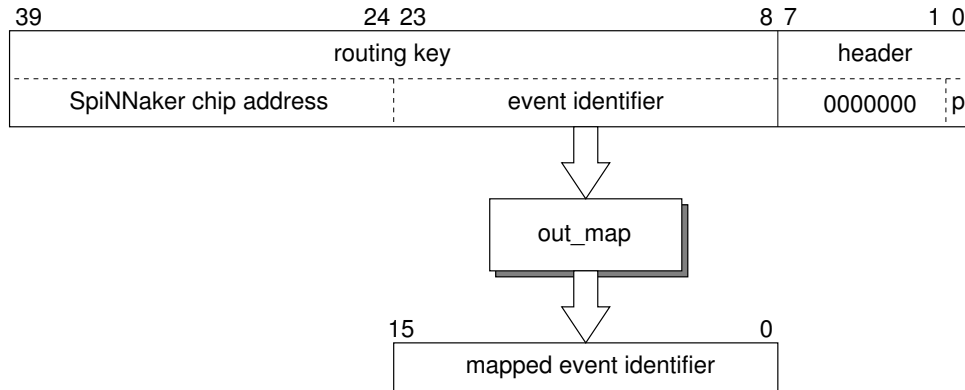 39 24 23 8 7 1 0
routing key header
SpiNNaker chip address event identifier 0000000 p
out_map
15 0
mapped event identifier